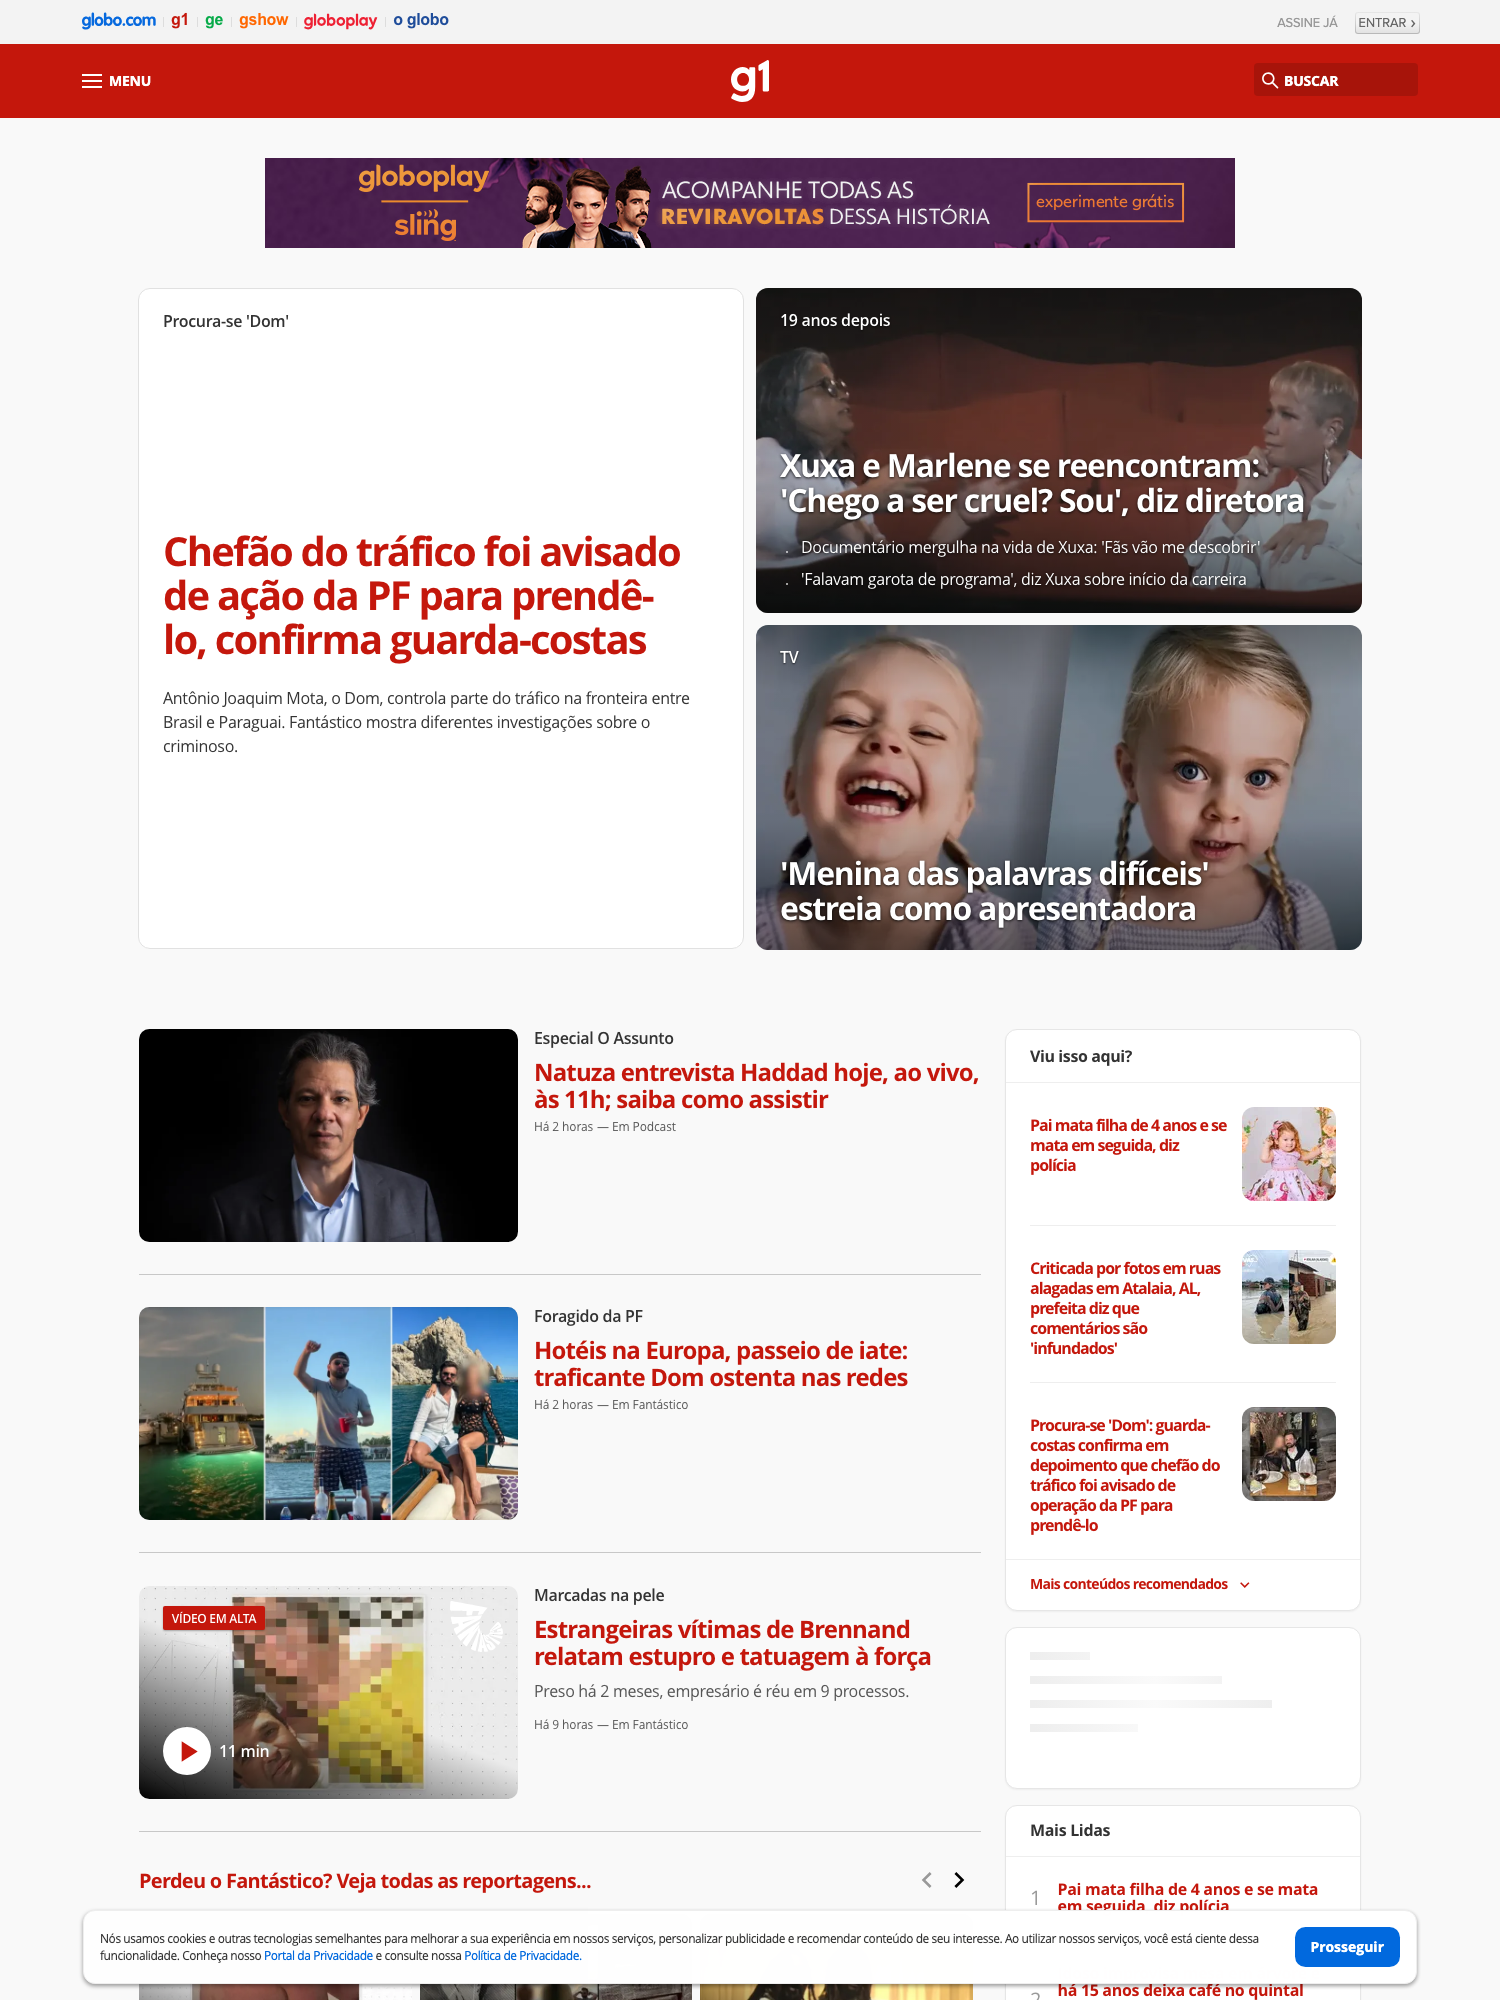 globo.com g1 ge gshow globoplay o globo
ASSINE JÁ ENTRAR
MENU
g1
BUSCAR
globoplay
sling
ACOMPANHE TODAS AS
REVIRAVOLTAS DESSA HISTÓRIA
experimente grátis
Procura-se 'Dom'
Chefão do tráfico foi avisado
de ação da PF para prendê-
lo, confirma guarda-costas
Antônio Joaquim Mota, o Dom, controla parte do tráfico na fronteira entre
Brasil e Paraguai. Fantástico mostra diferentes investigações sobre o
criminoso.
19 anos depois
Xuxa e Marlene se reencontram:
'Chego a ser cruel? Sou', diz diretora
. Documentário mergulha na vida de Xuxa: 'Fãs vão me descobrir'
. 'Falavam garota de programa', diz Xuxa sobre início da carreira
TV
'Menina das palavras difíceis'
estreia como apresentadora
Especial O Assunto
Natuza entrevista Haddad hoje, ao vivo,
às 11h; saiba como assistir
Há 2 horas — Em Podcast
Foragido da PF
Hotéis na Europa, passeio de iate:
traficante Dom ostenta nas redes
Há 2 horas — Em Fantástico
VÍDEO EM ALTA
11 min
Marcadas na pele
Estrangeiras vítimas de Brennand
relatam estupro e tatuagem à força
Preso há 2 meses, empresário é réu em 9 processos.
Há 9 horas — Em Fantástico
Perdeu o Fantástico? Veja todas as reportagens...
Viu isso aqui?
Pai mata filha de 4 anos e se
mata em seguida, diz
polícia
Criticada por fotos em ruas
alagadas em Atalaia, AL,
prefeita diz que
comentários são
'infundados'
Procura-se 'Dom': guarda-
costas confirma em
depoimento que chefão do
tráfico foi avisado de
operação da PF para
prendê-lo
Mais conteúdos recomendados
Mais Lidas
1 Pai mata filha de 4 anos e se mata
em seguida, diz polícia
2 há 15 anos deixa café no quintal
Nós usamos cookies e outras tecnologias semelhantes para melhorar a sua experiência em nossos serviços, personalizar publicidade e recomendar conteúdo de seu interesse. Ao utilizar nossos serviços, você está ciente dessa
funcionalidade. Conheça nosso Portal da Privacidade e consulte nossa Política de Privacidade.
Prosseguir